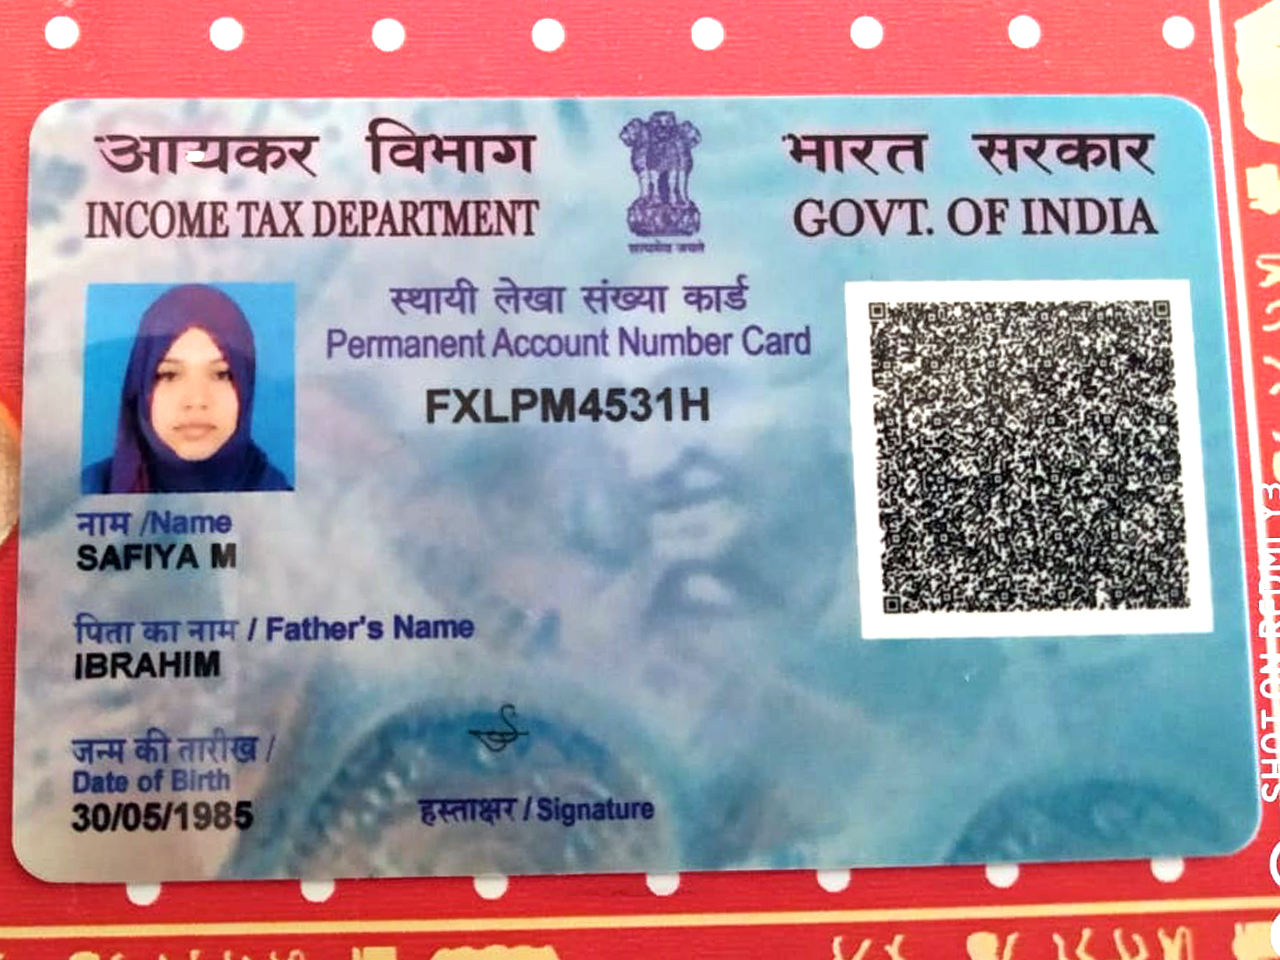 आयकर विभाग
INCOME TAX DEPARTMENT
सत्यमेव जयते
भारत सरकार
GOVT. OF INDIA
स्थायी लेखा संख्या कार्ड
Permanent Account Number Card
FXLPM4531H
नाम /Name
SAFIYA M
पिता का नाम / Father's Name
IBRAHIM
जन्म की तारीख /
Date of Birth
30/05/1985
हस्ताक्षर / Signature
SHOT ON REDMI Y3